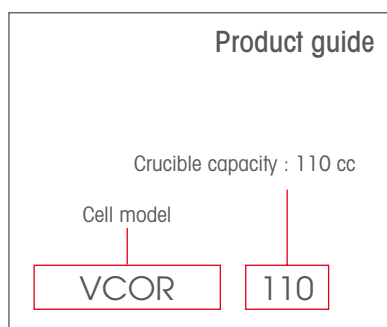 Product guide
Crucible capacity : 110 cc
Cell model
VCOR 110